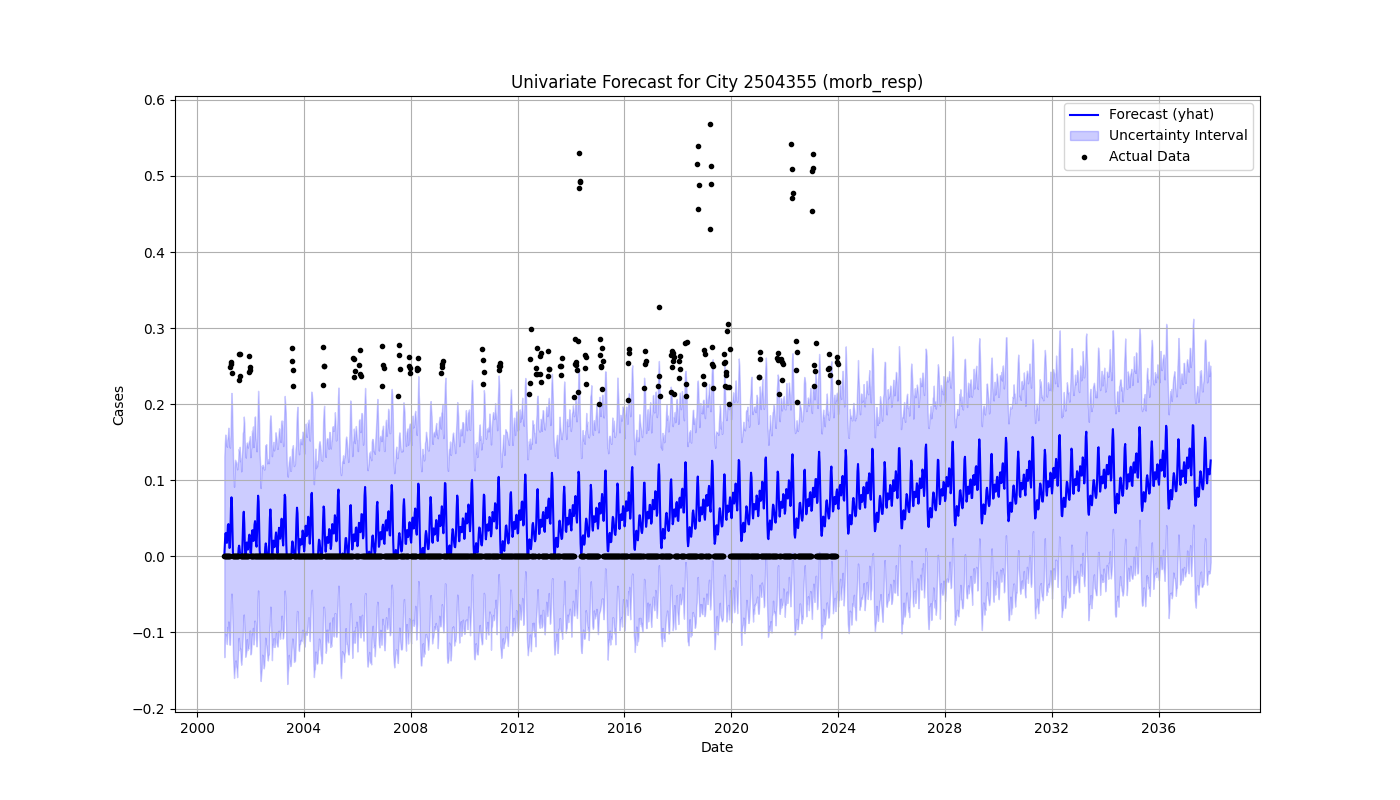 Univariate Forecast for City 2504355 (morb_resp)
Forecast (yhat)
Uncertainty Interval
Actual Data
Cases
0.6
0.5
0.4
0.3
0.2
0.1
0.0
−0.1
−0.2
2000 2004 2008 2012 2016 2020 2024 2028 2032 2036
Date